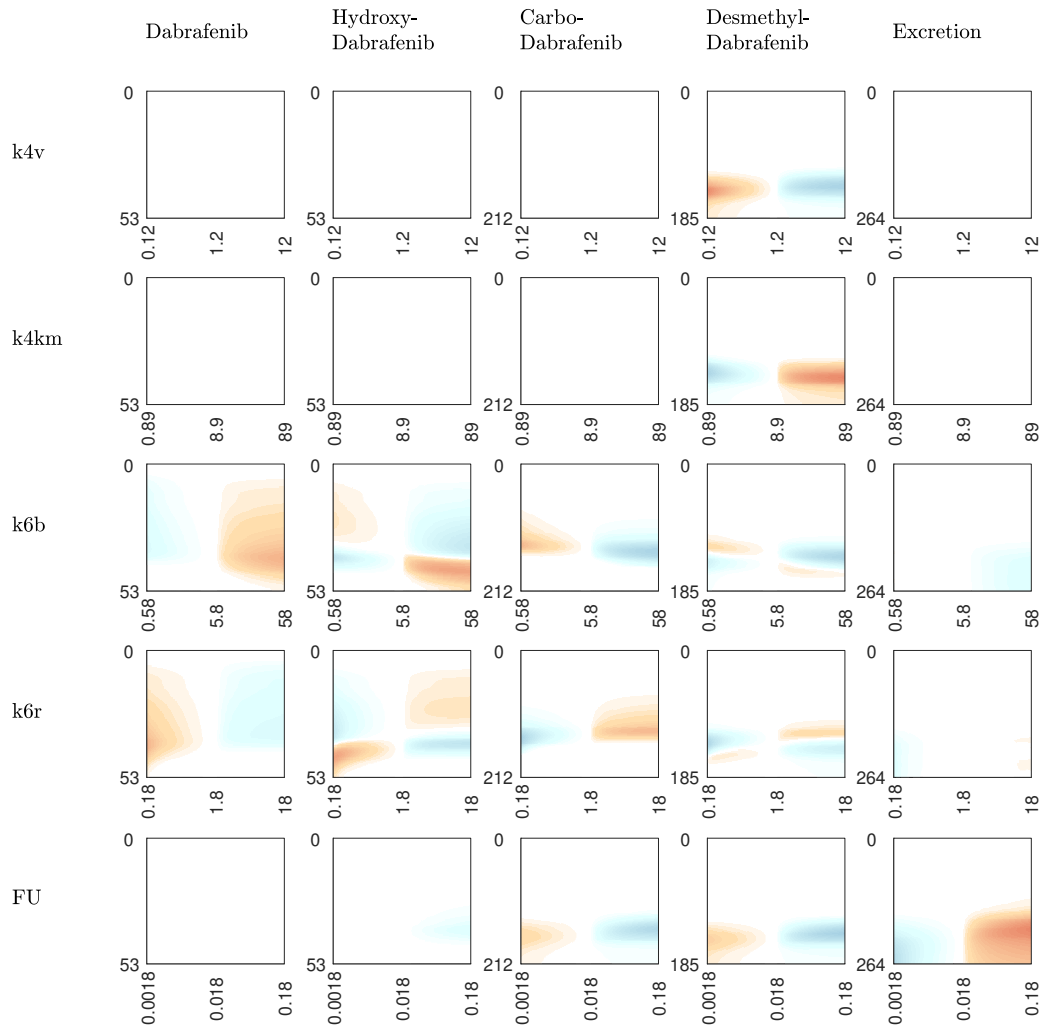 Dabrafenib Hydroxy- Carbo- Desmethyl- Excretion
Dabrafenib Dabrafenib Dabrafenib
0 0 0 0 0
k4v
53 53 212 185 264
0.12 1.2 12 0.12 1.2 12 0.12 1.2 12 0.12 1.2 12 0.12 1.2 12
0 0 0 0 0
k4km
53 53 212 185 264
0.89 8.9 89 0.89 8.9 89 0.89 8.9 89 0.89 8.9 89 0.89 8.9 89
0 0 0 0 0
k6b
53 53 212 185 264
0.58 5.8 58 0.58 5.8 58 0.58 5.8 58 0.58 5.8 58 0.58 5.8 58
0 0 0 0 0
k6r
53 53 212 185 264
0.18 1.8 18 0.18 1.8 18 0.18 1.8 18 0.18 1.8 18 0.18 1.8 18
0 0 0 0 0
FU
53 53 212 185 264
0.0018 0.018 0.18 0.0018 0.018 0.18 0.0018 0.018 0.18 0.0018 0.018 0.18 0.0018 0.018 0.18